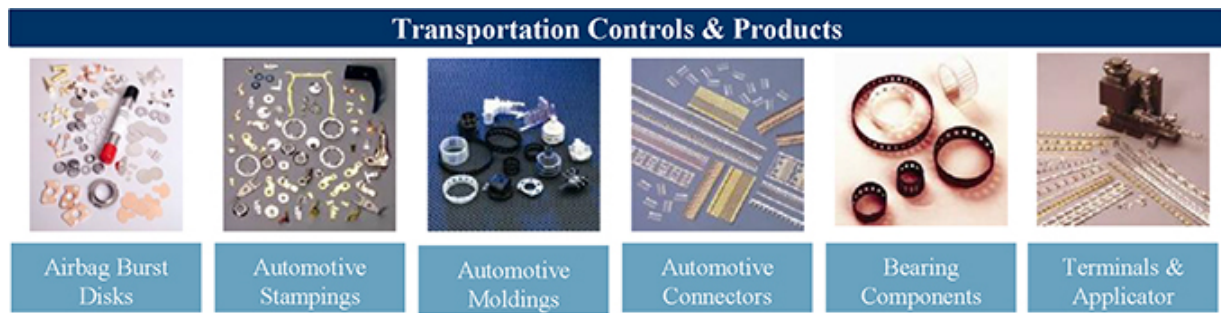 Transportation Controls & Products
Airbag Burst
Disks
Automotive
Stampings
Automotive
Moldings
Automotive
Connectors
Bearing
Components
Terminals &
Applicator